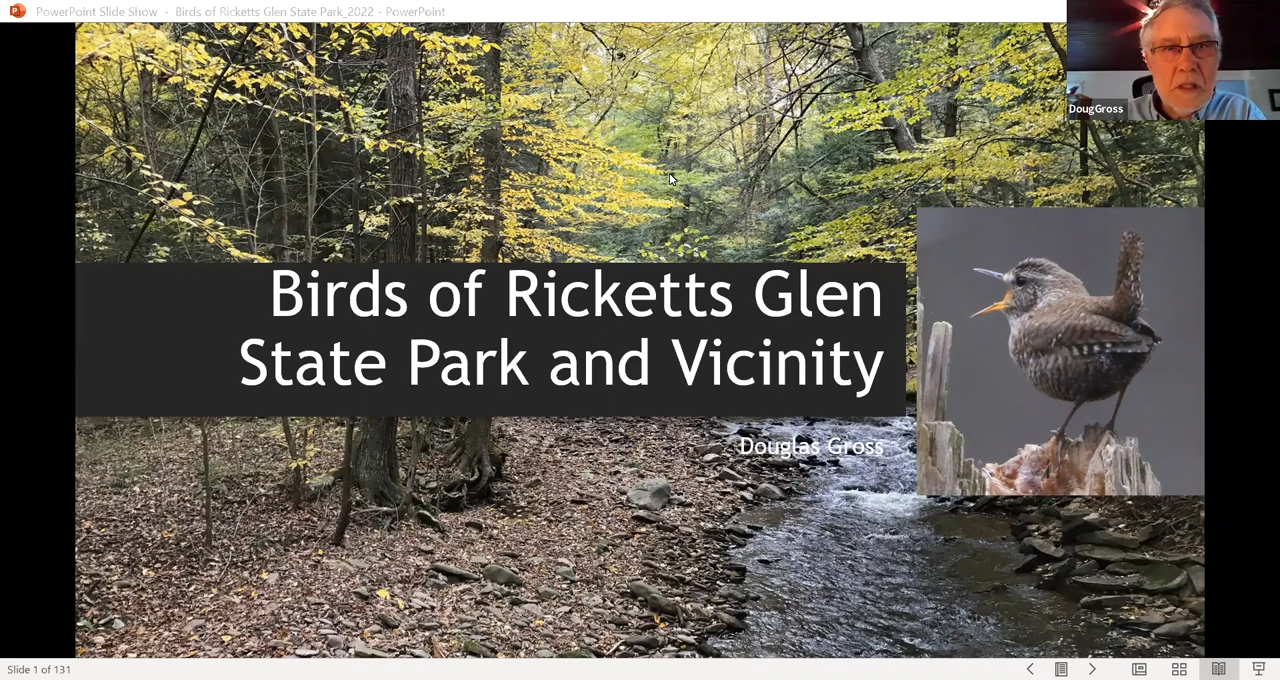 PowerPoint Slide Show - Birds of Ricketts Glen State Park_2022 - PowerPoint
DougGross
Birds of Ricketts Glen
State Park and Vicinity
Douglas Gross
Slide 1 of 131